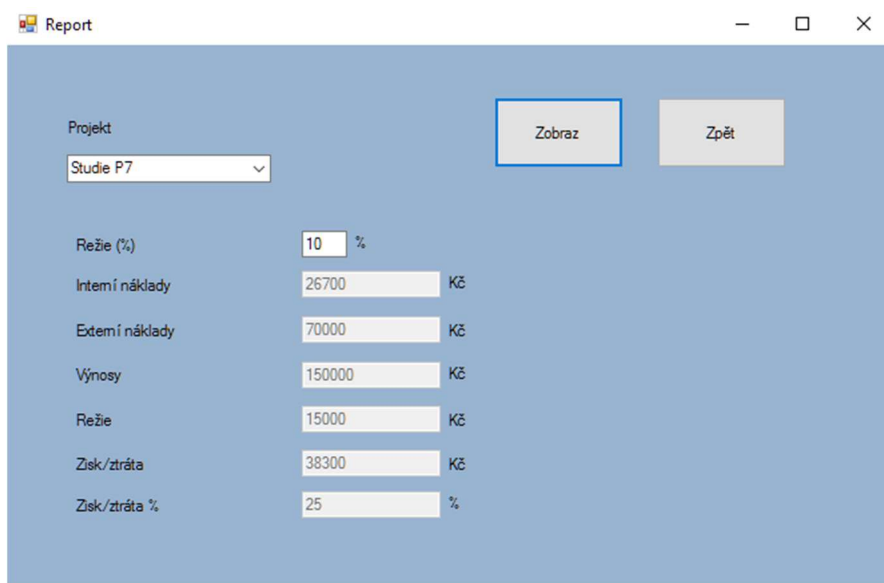 Report
Projekt
Zobraz
Zpět
Studie P7
Režie (%) 10 %
Interní náklady 26700 Kč
Externí náklady 70000 Kč
Výnosy 150000 Kč
Režie 15000 Kč
Zisk/ztráta 38300 Kč
Zisk/ztráta % 25 %